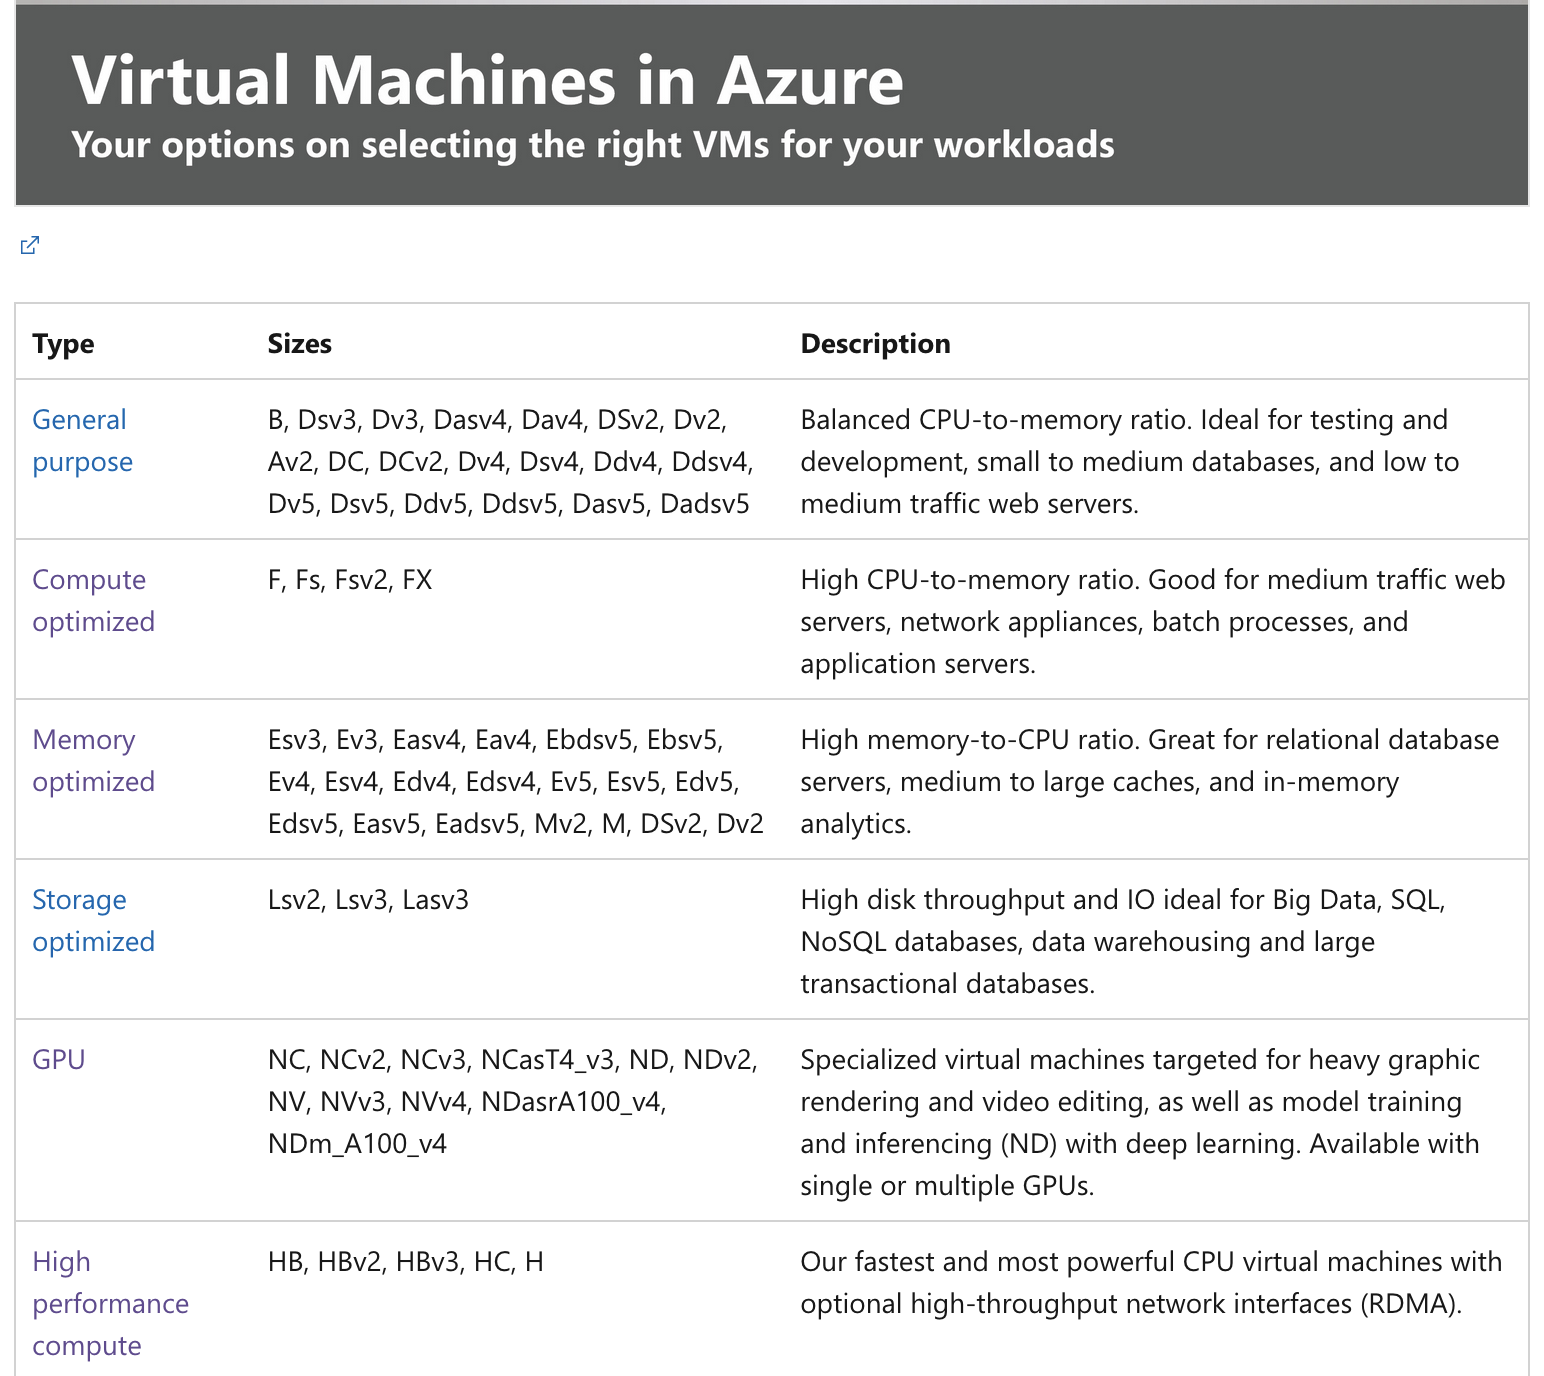 Virtual Machines in Azure
Your options on selecting the right VMs for your workloads
Type Sizes Description
General purpose
B, Dsv3, Dv3, Dasv4, Dav4, DSv2, Dv2,
Av2, DC, DCv2, Dv4, Dsv4, Ddv4, Ddsv4,
Dv5, Dsv5, Ddv5, Ddsv5, Dasv5, Dadsv5
Balanced CPU-to-memory ratio. Ideal for testing and
development, small to medium databases, and low to
medium traffic web servers.
Compute
optimized
F, Fs, Fsv2, FX
High CPU-to-memory ratio. Good for medium traffic web
servers, network appliances, batch processes, and
application servers.
Memory
optimized
Esv3, Ev3, Easv4, Eav4, Ebdsv5, Ebsv5,
Ev4, Esv4, Edv4, Edsv4, Ev5, Esv5, Edv5,
Edsv5, Easv5, Eadsv5, Mv2, M, DSv2, Dv2
High memory-to-CPU ratio. Great for relational database
servers, medium to large caches, and in-memory
analytics.
Storage
optimized
Lsv2, Lsv3, Lasv3
High disk throughput and IO ideal for Big Data, SQL,
NoSQL databases, data warehousing and large
transactional databases.
GPU
NC, NCv2, NCv3, NCasT4_v3, ND, NDv2,
NV, NVv3, NVv4, NDasrA100_v4,
NDm_A100_v4
Specialized virtual machines targeted for heavy graphic
rendering and video editing, as well as model training
and inferencing (ND) with deep learning. Available with
single or multiple GPUs.
High
performance
compute
HB, HBv2, HBv3, HC, H
Our fastest and most powerful CPU virtual machines with
optional high-throughput network interfaces (RDMA).